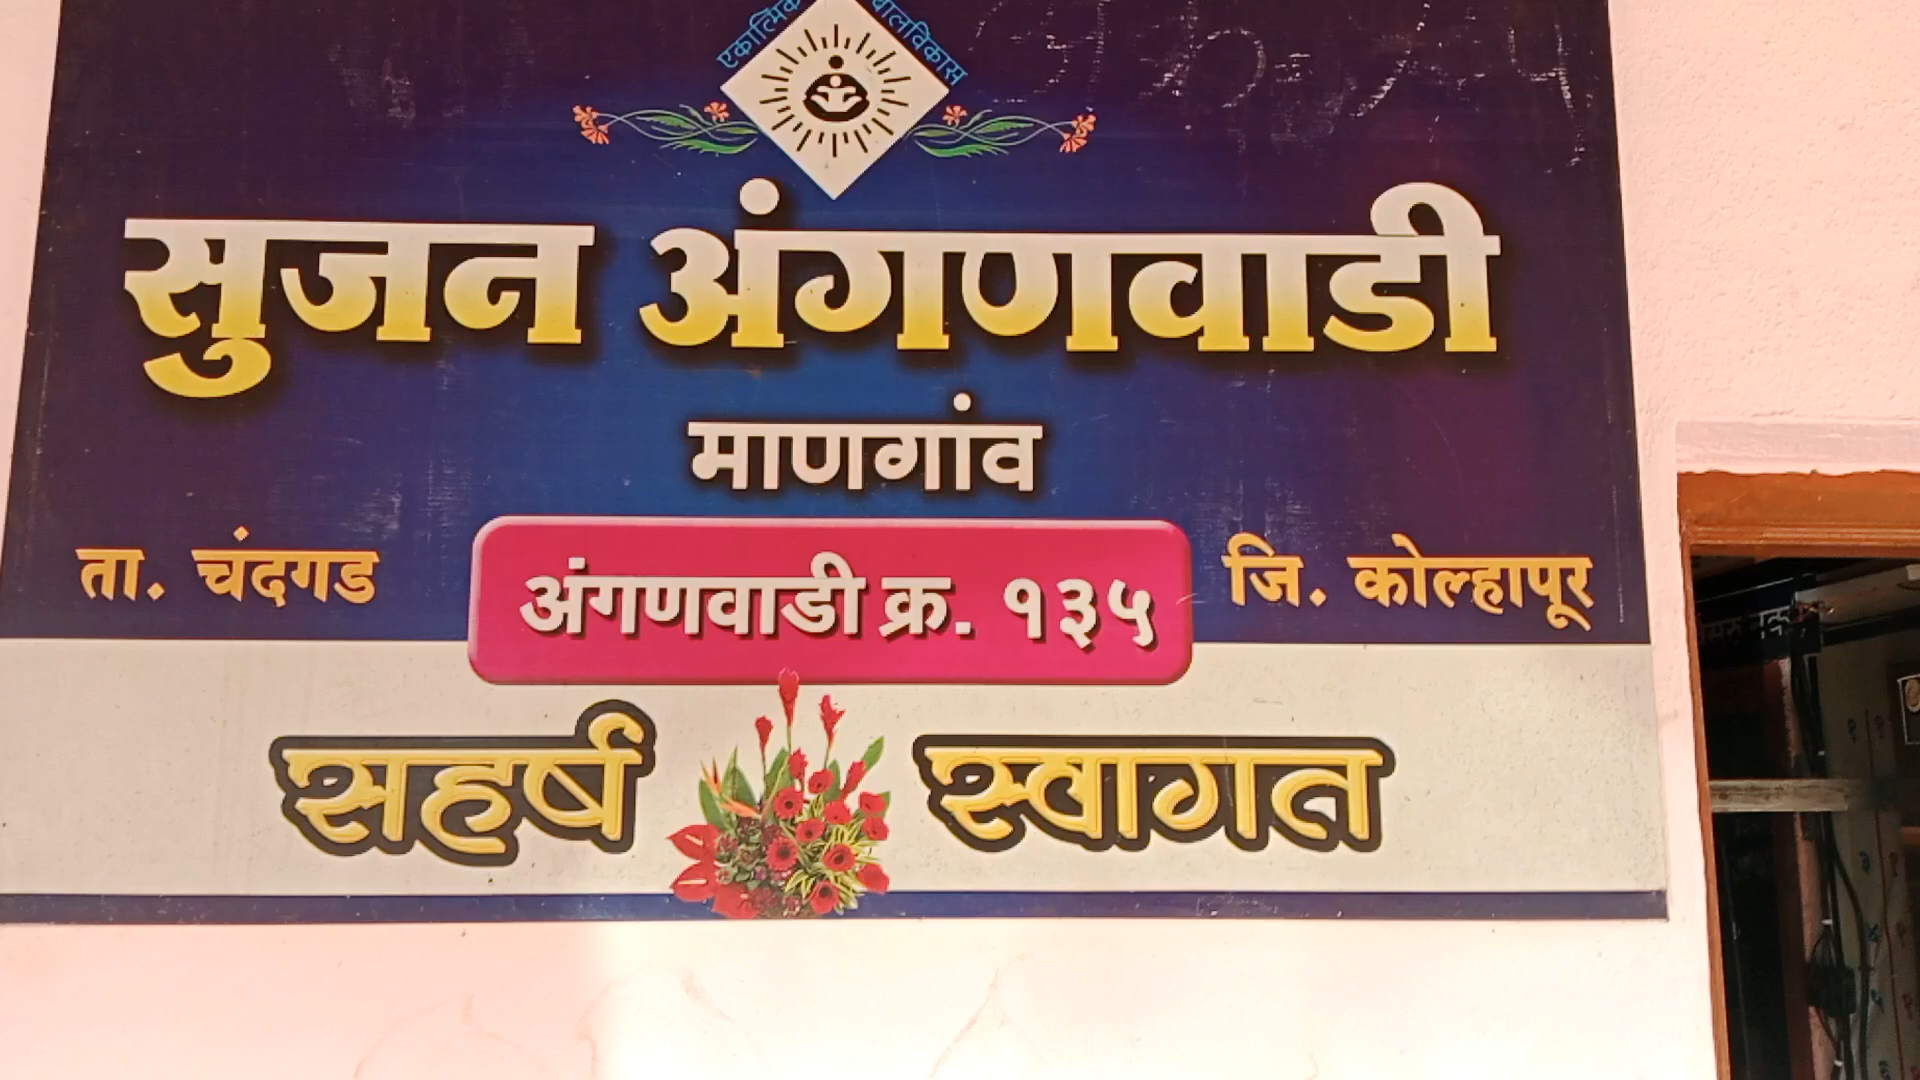 एकात्मिक बालविकास
सुजन अंगणवाडी
माणगांव
ता. चंदगड
अंगणवाडी क्र. १३५
जि. कोल्हापूर
सहर्ष स्वागत